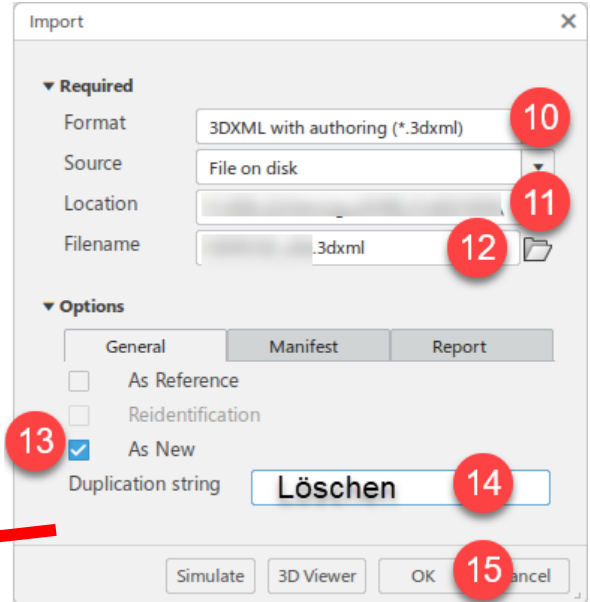 Import
Required
Format 3DXML with authoring (*.3dxml) 10
Source File on disk
Location 11
Filename .3dxml 12
Options
General Manifest Report
As Reference
Reidentification
13 As New
Duplication string Löschen 14
Simulate 3D Viewer OK 15 ancel